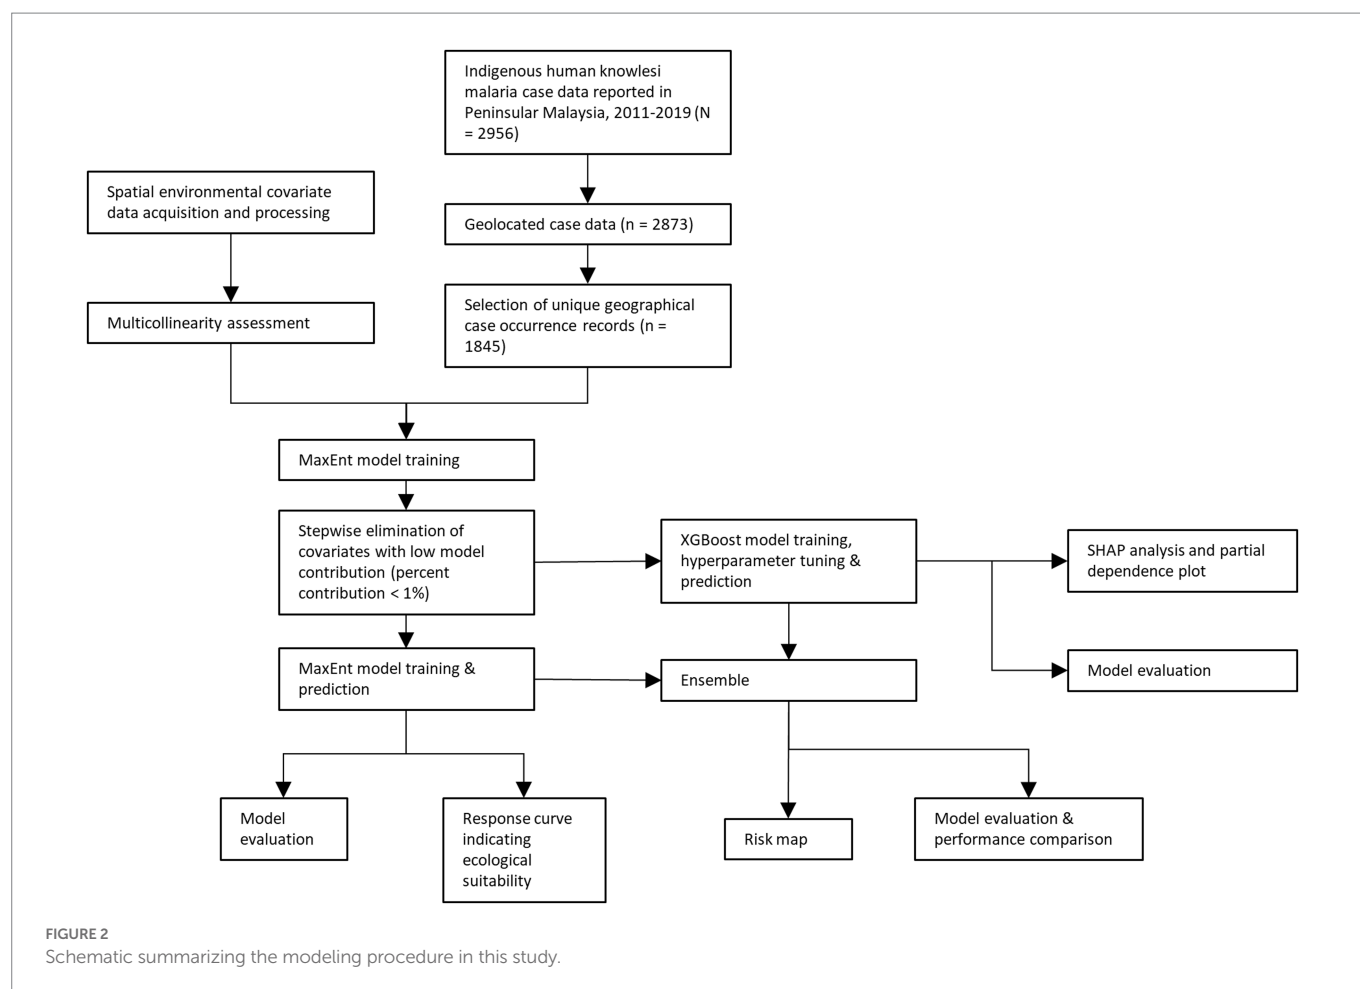 Indigenous human knowlesi
malaria case data reported in
Peninsular Malaysia, 2011-2019 (N
= 2956)
Spatial environmental covariate
data acquisition and processing
Geolocated case data (n = 2873)
Multicollinearity assessment
Selection of unique geographical
case occurrence records (n =
1845)
MaxEnt model training
Stepwise elimination of
covariates with low model
contribution (percent
contribution < 1%)
XGBoost model training,
hyperparameter tuning &
prediction
SHAP analysis and partial
dependence plot
MaxEnt model training &
prediction
Ensemble
Model evaluation
Model
evaluation
Response curve
indicating
ecological
suitability
Risk map
Model evaluation &
performance comparison
FIGURE 2
Schematic summarizing the modeling procedure in this study.